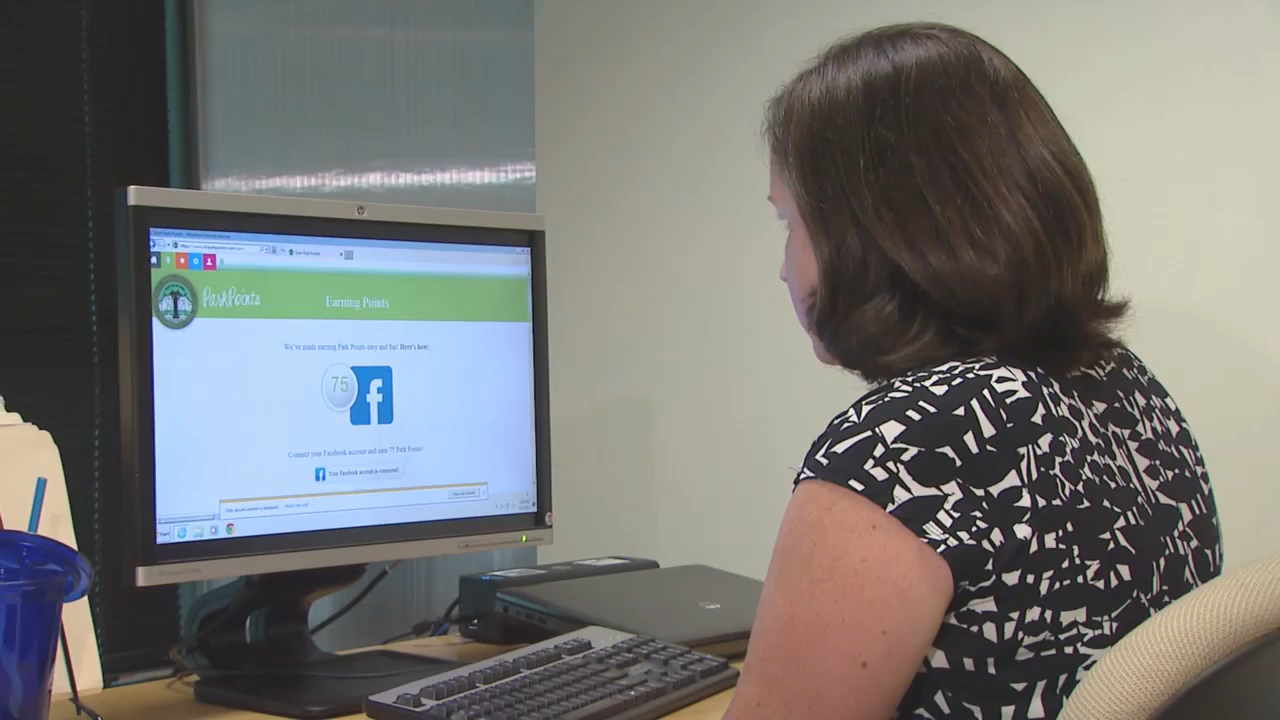 hp
ParkPoints
Earning Points
We've made earning Park Points easy and fun! Here's how:
75
f
Connect your Facebook account and earn 75 Park Points!
f Your Facebook account is connected!